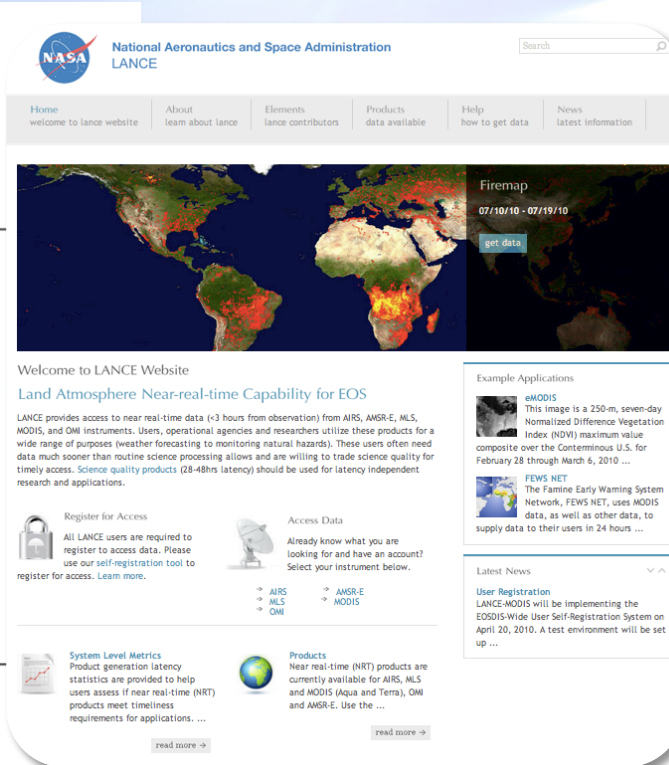 NASA
National Aeronautics and Space Administration
LANCE
Search
Home
welcome to lance website
About
learn about lance
Elements
lance contributors
Products
data available
Help
how to get data
News
latest information
Firemap
07/10/10 - 07/19/10
get data
Welcome to LANCE Website
Land Atmosphere Near-real-time Capability for EOS
LANCE provides access to near real-time data (<3 hours from observation) from AIRS, AMSR-E, MLS,
MODIS, and OMI instruments. Users, operational agencies and researchers utilize these products for a
wide range of purposes (weather forecasting to monitoring natural hazards). These users often need
data much sooner than routine science processing allows and are willing to trade science quality for
timely access. Science quality products (28-48hrs latency) should be used for latency independent
research and applications.
Register for Access
All LANCE users are required to
register to access data. Please
use our self-registration tool to
register for access. Learn more.
Access Data
Already know what you are
looking for and have an account?
Select your instrument below.
→ AIRS
→ MLS
→ OMI
→ AMSR-E
→ MODIS
System Level Metrics
Product generation latency
statistics are provided to help
users assess if near real-time (NRT)
products meet timeliness
requirements for applications. ...
read more →
Products
Near real-time (NRT) products are
currently available for AIRS, MLS
and MODIS (Aqua and Terra), OMI
and AMSR-E. Use the ...
read more →
Example Applications
eMODIS
This image is a 250-m, seven-day
Normalized Difference Vegetation
Index (NDVI) maximum value
composite over the Conterminous U.S. for
February 28 through March 6, 2010 ...
FEWS NET
The Famine Early Warning System
Network, FEWS NET, uses MODIS
data, as well as other data, to
supply data to their users in 24 hours ...
Latest News
User Registration
LANCE-MODIS will be implementing the
EOSDIS-Wide User Self-Registration System on
April 20, 2010. A test environment will be set
up ...